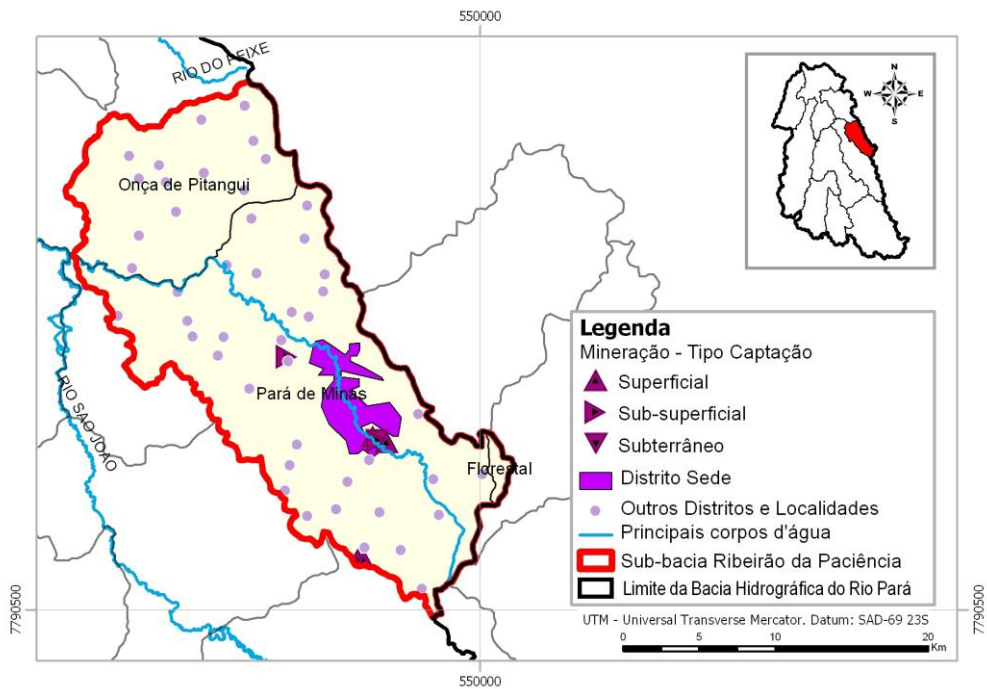 550000
RIO DO PEIXE
N
W E
S
Onça de Pitangui
Legenda
Mineração - Tipo Captação
Superficial
Sub-superficial
Subterrâneo
Distrito Sede
Outros Distritos e Localidades
Principais corpos d'água
Sub-bacia Ribeirão da Paciência
Limite da Bacia Hidrográfica do Rio Pará
Pará de Minas
RIO SAO JOAO
Florestal
7790500
7790500
UTM - Universal Transverse Mercator. Datum: SAD-69 23S
0 5 10 20
Km
550000